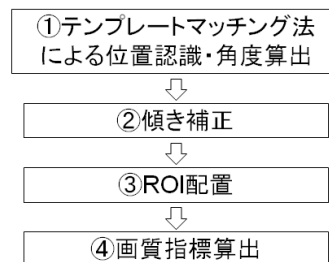 ①テンプレートマッチング法
による位置認識・角度算出
②傾き補正
③ROI配置
④画質指標算出